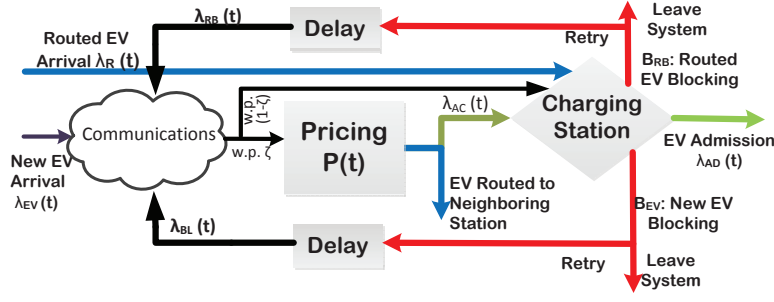 λRB (t)
Delay
Leave
System
Retry
Routed EV
Arrival λR (t)
BRB: Routed
EV Blocking
Communications
w.p.
(1-ζ)
w.p. ζ
Pricing
P(t)
λAC (t)
Charging
Station
EV Admission
λAD (t)
New EV
Arrival
λEV (t)
EV Routed to
Neighboring
Station
BEV: New EV
Blocking
λBL (t)
Delay
Retry
Leave
System